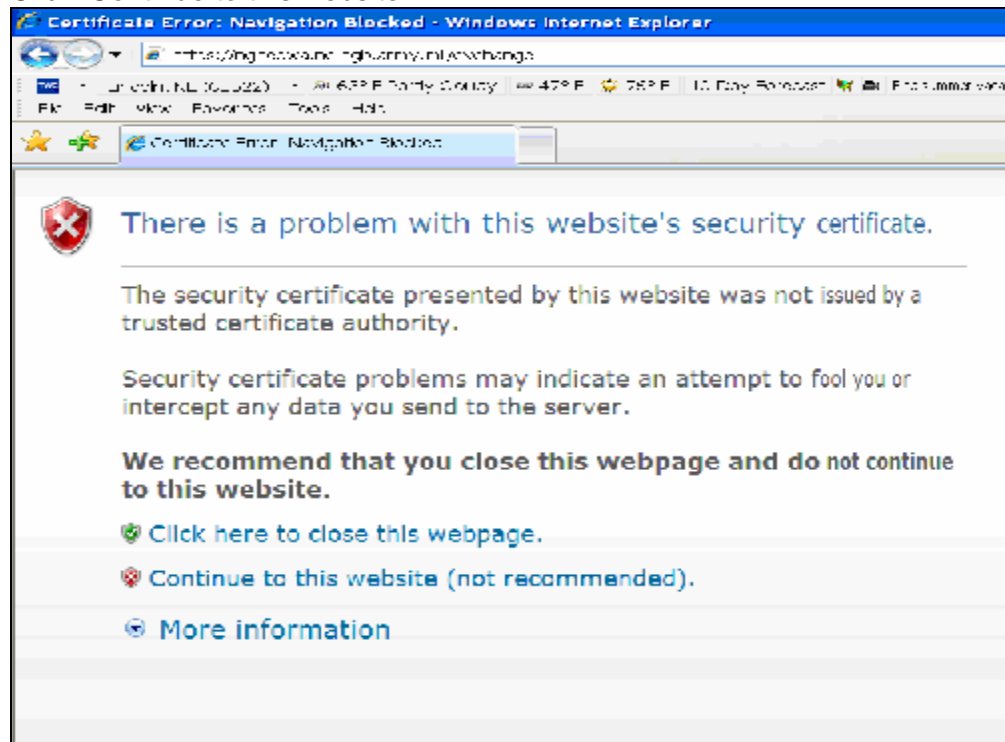 Certificate Error: Navigation Blocked - Windows Internet Explorer
10 Day Forecast
File Edit View Favorites Tools Help
Certificate Error: Navigation Blocked
There is a problem with this website's security certificate.
The security certificate presented by this website was not issued by a
trusted certificate authority.
Security certificate problems may indicate an attempt to fool you or
intercept any data you send to the server.
We recommend that you close this webpage and do not continue
to this website.
Click here to close this webpage.
Continue to this website (not recommended).
More information